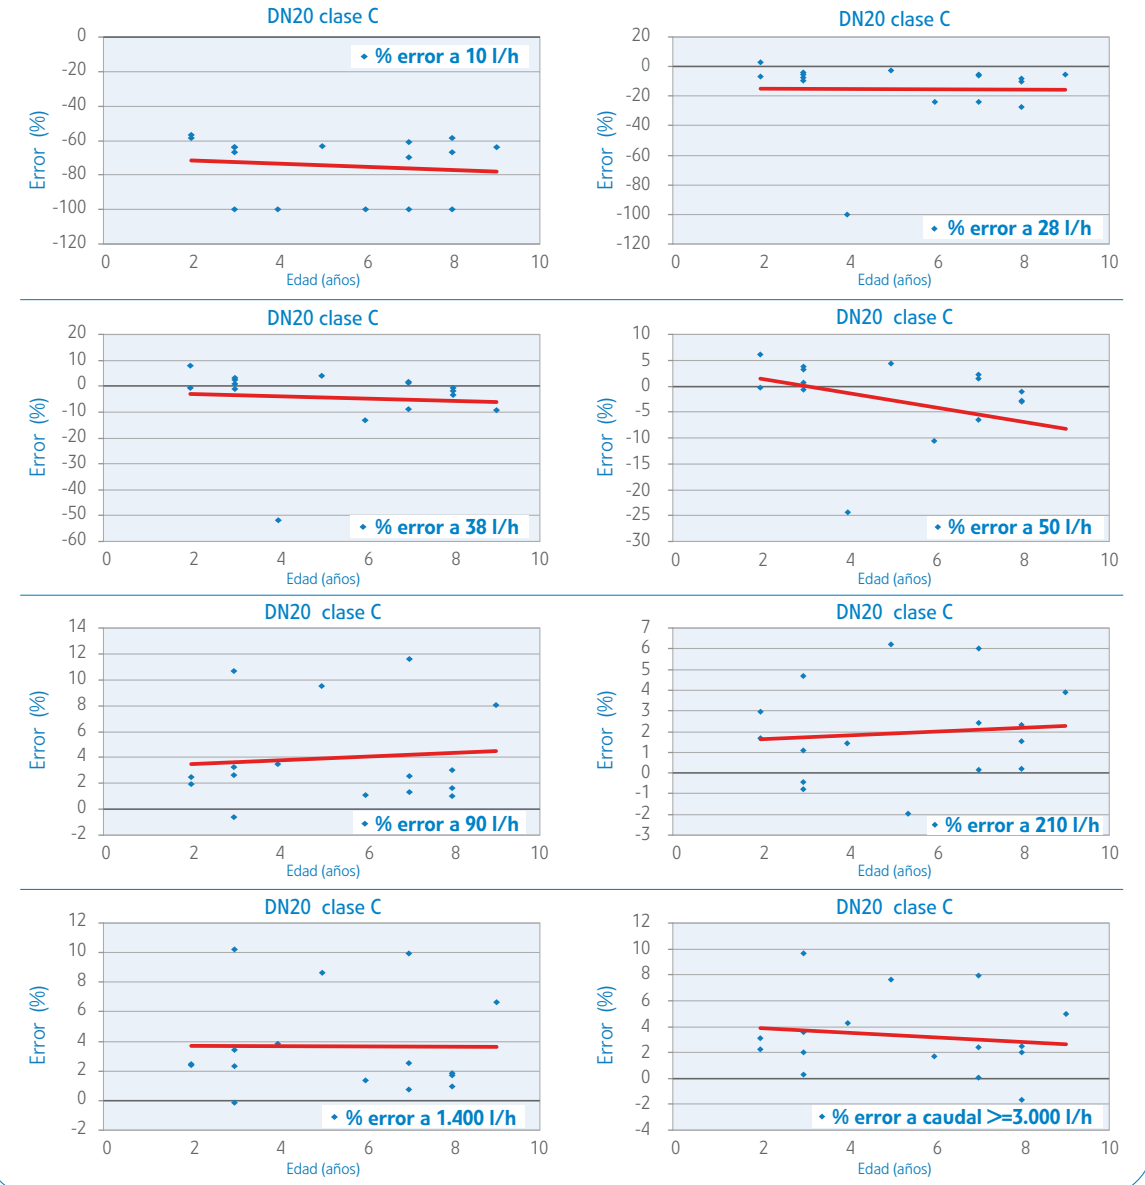 DN20 clase C
0
-20
-40
-60
-80
-100
-120
Error (%)
% error a 10 l/h
0 2 4 6 8 10
Edad (años)
DN20 clase C
20
0
-20
-40
-60
-80
-100
-120
Error (%)
% error a 28 l/h
0 2 4 6 8 10
Edad (años)
DN20 clase C
20
10
0
-10
-20
-30
-40
-50
-60
Error (%)
% error a 38 l/h
0 2 4 6 8 10
Edad (años)
DN20 clase C
10
5
0
-5
-10
-15
-20
-25
-30
Error (%)
% error a 50 l/h
0 2 4 6 8 10
Edad (años)
DN20 clase C
14
12
10
8
6
4
2
0
-2
Error (%)
% error a 90 l/h
0 2 4 6 8 10
Edad (años)
DN20 clase C
7
6
5
4
3
2
1
0
-1
-2
-3
Error (%)
% error a 210 l/h
0 2 4 6 8 10
Edad (años)
DN20 clase C
12
10
8
6
4
2
0
-2
Error (%)
% error a 1.400 l/h
0 2 4 6 8 10
Edad (años)
DN20 clase C
12
10
8
6
4
2
0
-2
-4
Error (%)
% error a caudal >=3.000 l/h
0 2 4 6 8 10
Edad (años)